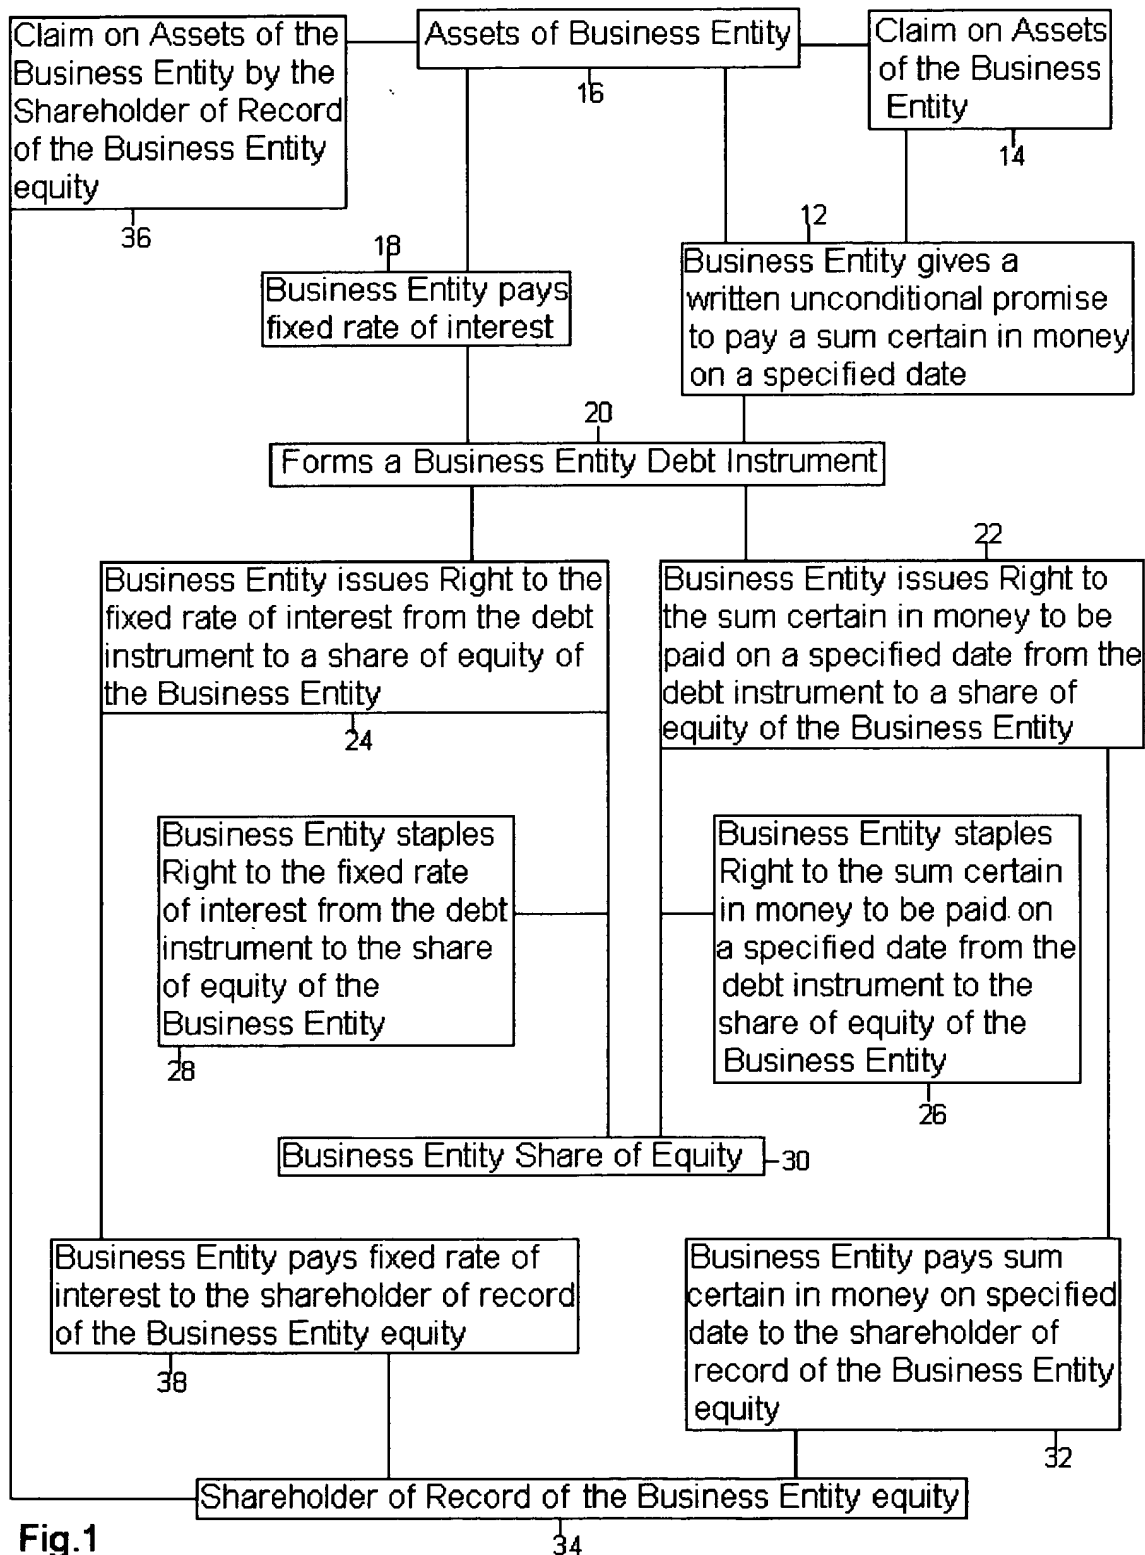 Claim on Assets of the
Business Entity by the
Shareholder of Record
of the Business Entity
equity
36
Assets of Business Entity
16
Claim on Assets
of the Business
Entity
14
18
Business Entity pays
fixed rate of interest
12
Business Entity gives a
written unconditional promise
to pay a sum certain in money
on a specified date
20
Forms a Business Entity Debt Instrument
Business Entity issues Right to the
fixed rate of interest from the debt
instrument to a share of equity of
the Business Entity
24
22
Business Entity issues Right to
the sum certain in money to be
paid on a specified date from the
debt instrument to a share of
equity of the Business Entity
Business Entity staples
Right to the fixed rate
of interest from the debt
instrument to the share
of equity of the
Business Entity
28
Business Entity staples
Right to the sum certain
in money to be paid on
a specified date from the
debt instrument to the
share of equity of the
Business Entity
26
Business Entity Share of Equity
30
Business Entity pays fixed rate of
interest to the shareholder of record
of the Business Entity equity
38
Business Entity pays sum
certain in money on specified
date to the shareholder of
record of the Business Entity
equity
32
Shareholder of Record of the Business Entity equity
34
Fig.1